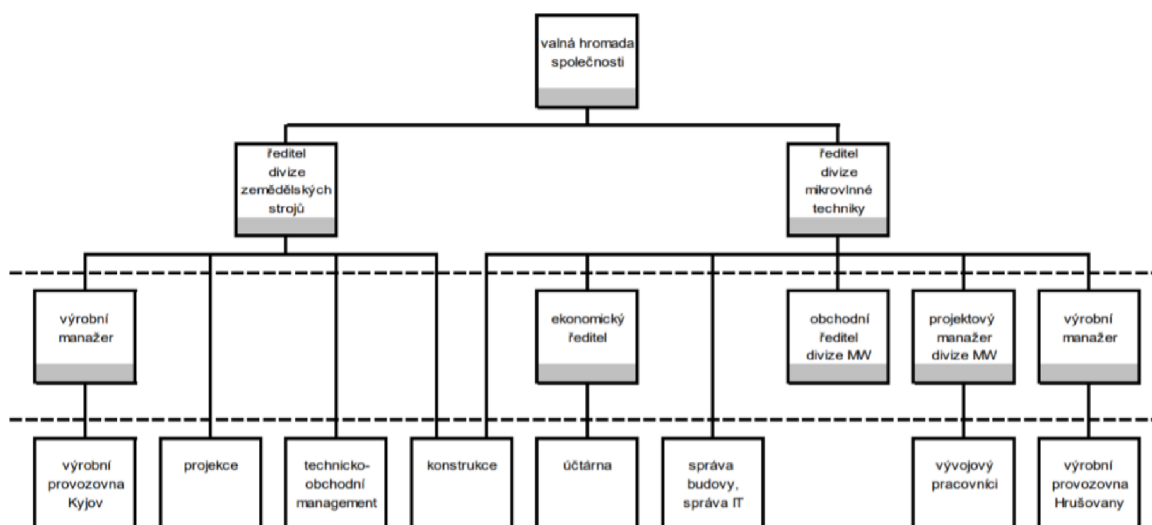 valná hromada
společnosti
ředitel
divize
zemědělských
strojů
ředitel
divize
mikrovlnné
techniky
výrobní
manažer
ekonomický
ředitel
obchodní
ředitel
divize MW
projektový
manažer
divize MW
výrobní
manažer
výrobní
provozovna
Kyjov
projekce
technicko-
obchodní
management
konstrukce
účtárna
správa
budovy,
správa IT
vývojový
pracovníci
výrobní
provozovna
Hrušovany